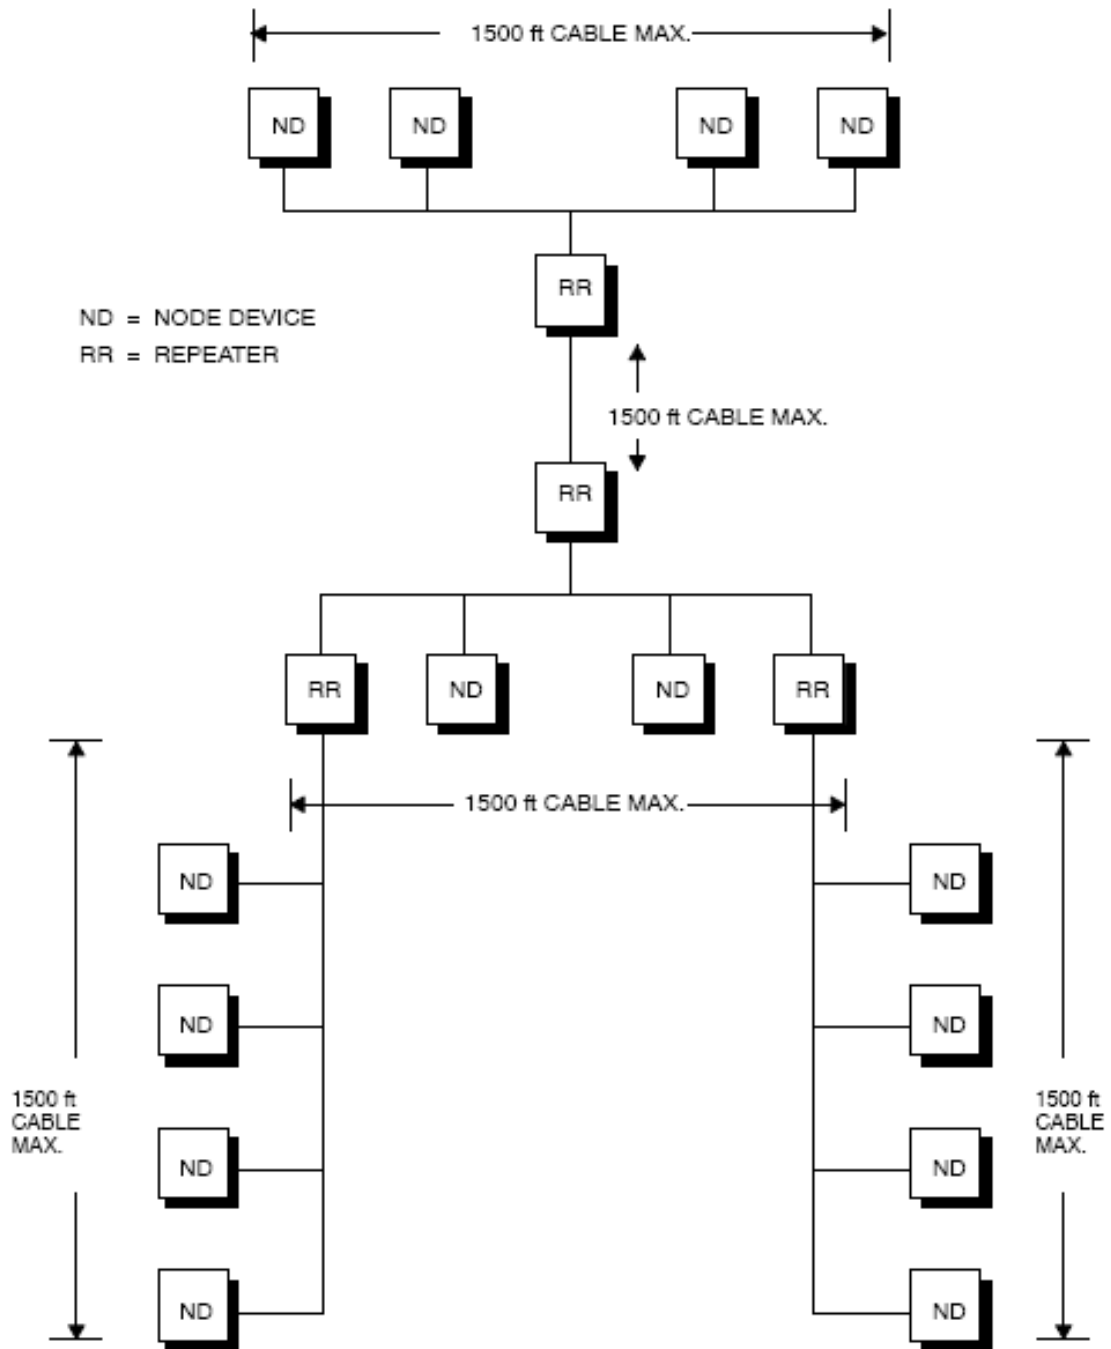 1500 ft CABLE MAX.
ND ND ND ND
RR
ND = NODE DEVICE
RR = REPEATER
1500 ft CABLE MAX.
RR
RR ND ND RR
1500 ft CABLE MAX.
ND ND
ND ND
1500 ft
CABLE
MAX.
1500 ft
CABLE
MAX.
ND ND
ND ND